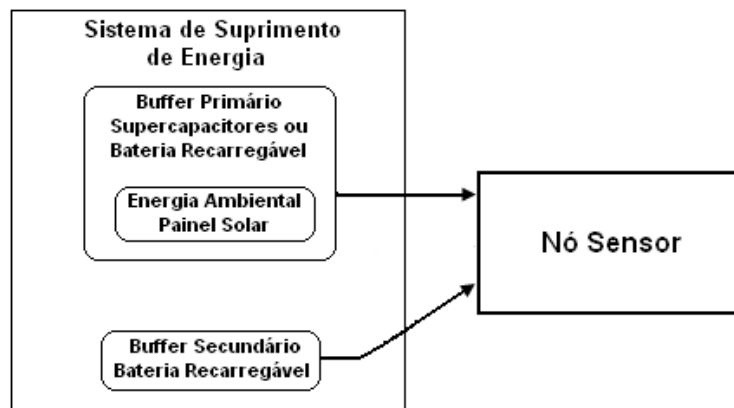 Sistema de Suprimento
de Energia
Buffer Primário
Supercapacitores ou
Bateria Recarregável
Energia Ambiental
Painel Solar
Nó Sensor
Buffer Secundário
Bateria Recarregável